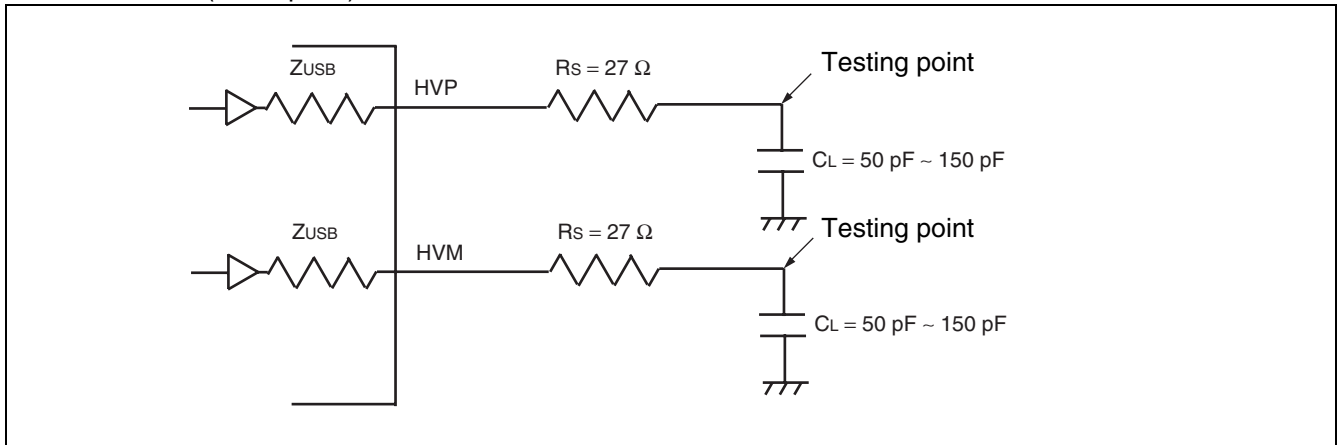 ZUSB
HVP
RS = 27 Ω
Testing point
CL = 50 pF ~ 150 pF
ZUSB
HVM
RS = 27 Ω
Testing point
CL = 50 pF ~ 150 pF